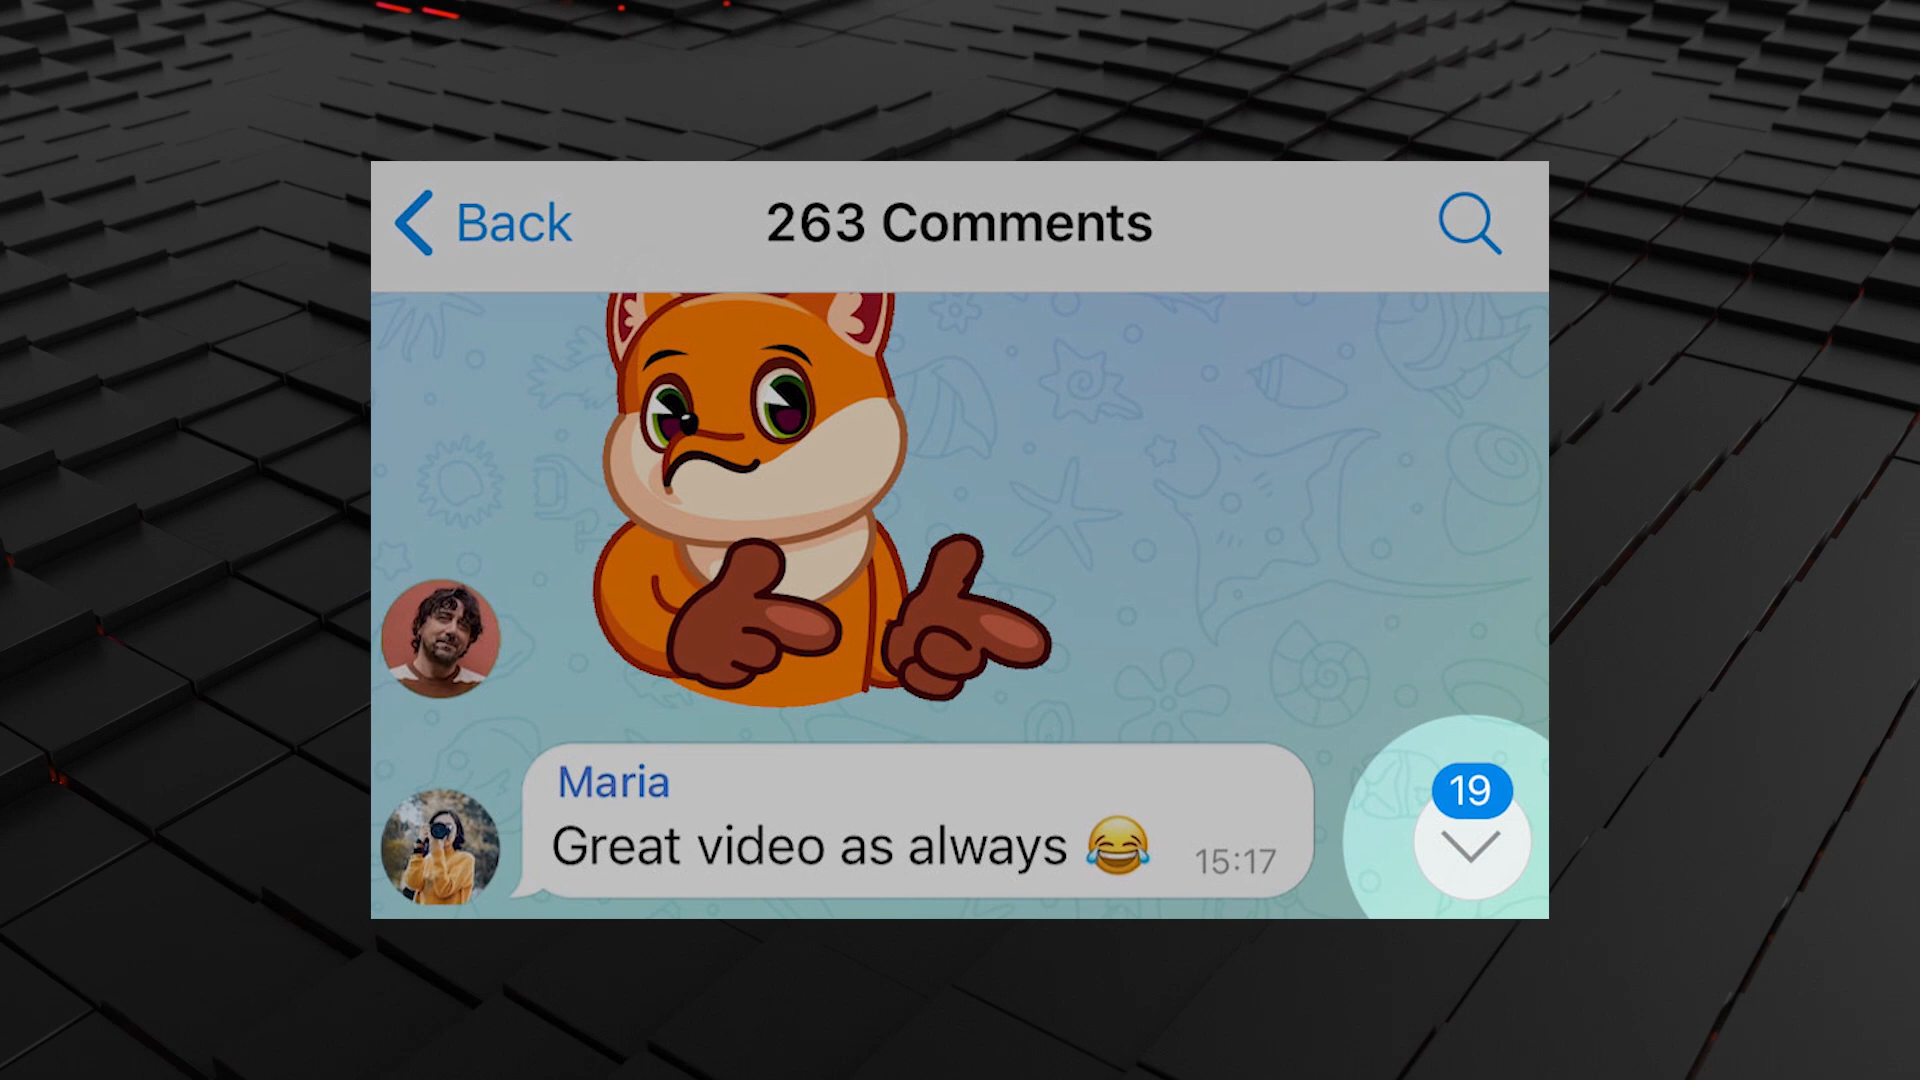 Back
263 Comments
Maria
Great video as always 😂
15:17
19